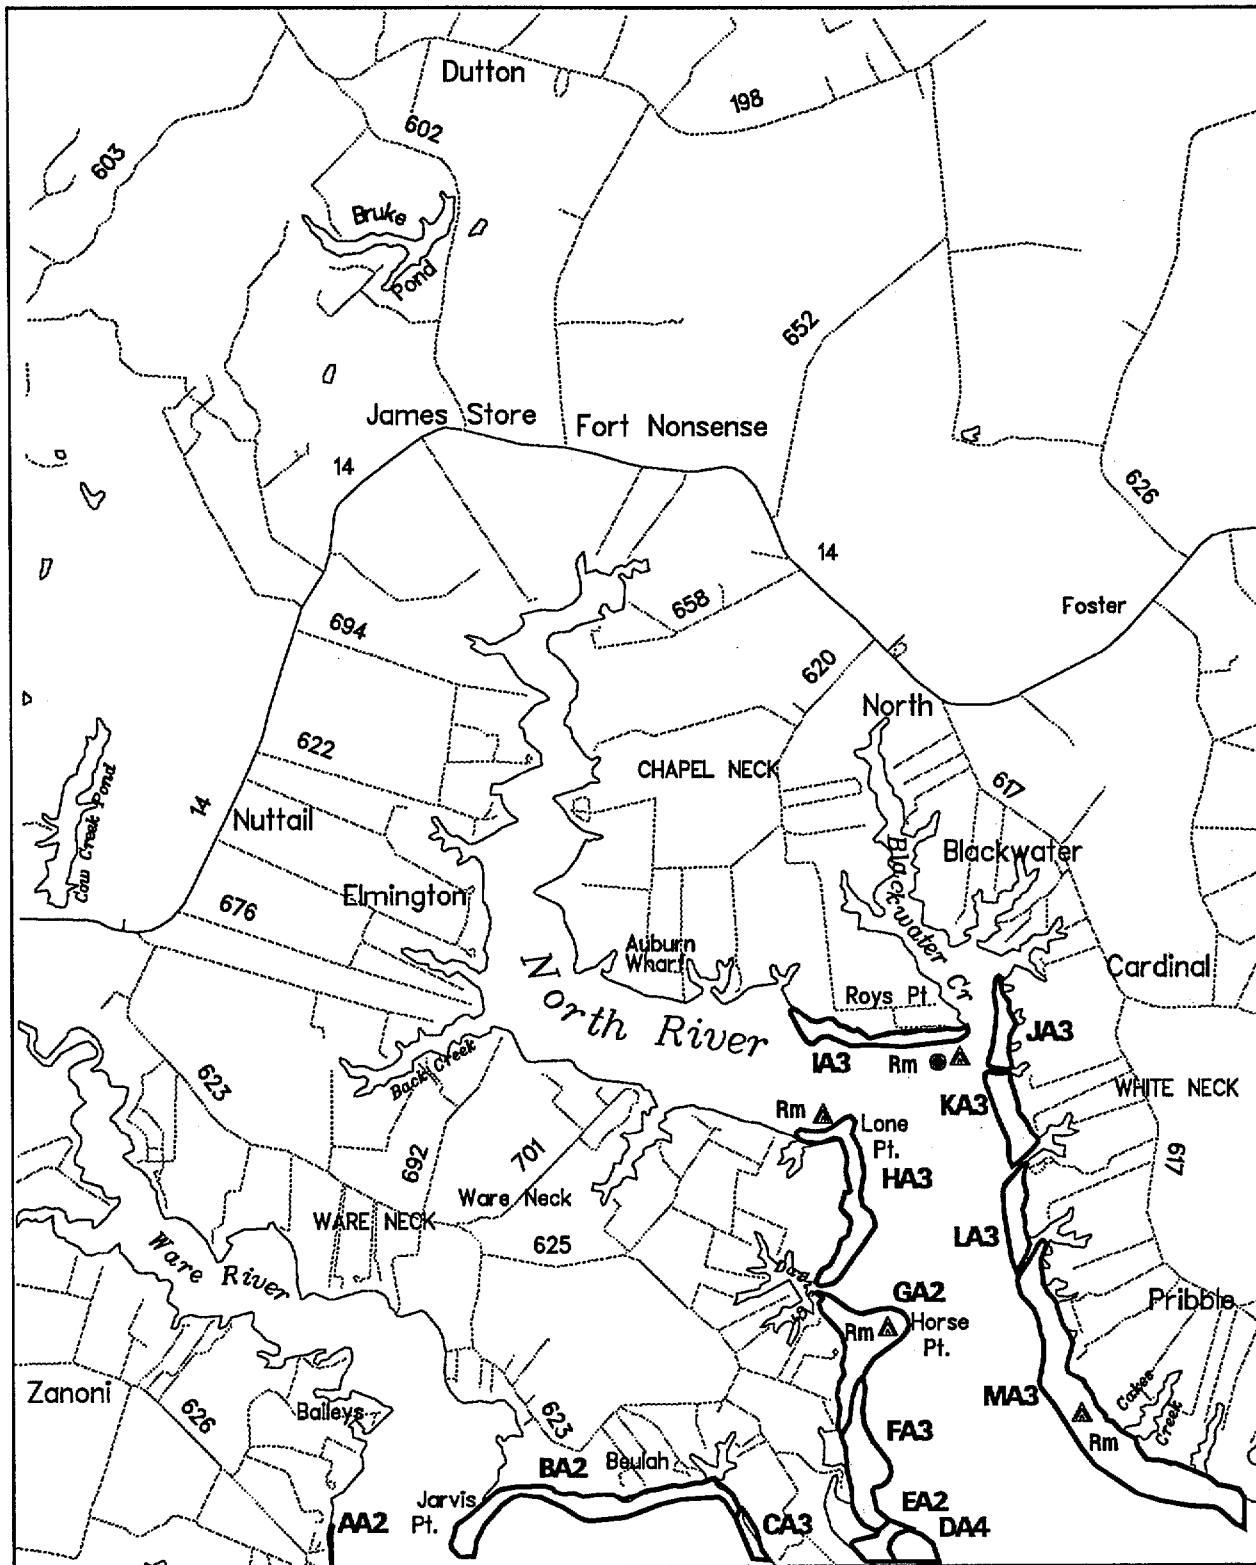 Dutton
198
602
603
Bruke
Pond
652
James Store
Fort Nonsense
14
626
14
658
Foster
694
620
North
622
CHAPEL NECK
617
14
Cow Creek Pond
Nuttail
Blackwater
Blackwater Cr
Elmington
676
Auburn
Wharf
Cardinal
North River
Roys Pt.
IA3
Rm
JA3
Back Creek
623
KA3
WHITE NECK
Rm
Lone
Pt.
692
701
617
HA3
Ware Neck
WARE NECK
625
LA3
Ware River
GA2
Pribble
Rm
Horse
Pt.
Zanoni
MA3
626
Baileys
623
FA3
Rm
Creek
BA2
Beulah
Jarvis
Pt.
AA2
CA3
EA2
DA4